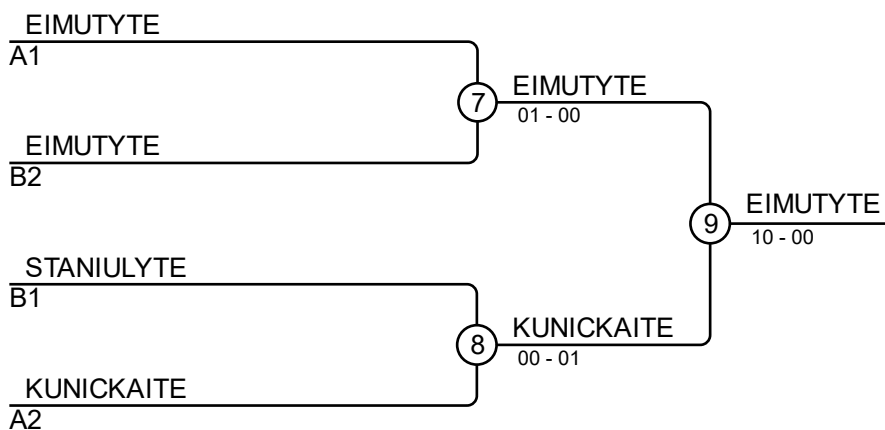 EIMUTYTE
A1
7
EIMUTYTE
01 - 00
EIMUTYTE
B2
9
EIMUTYTE
10 - 00
STANIULYTE
B1
8
KUNICKAITE
00 - 01
KUNICKAITE
A2